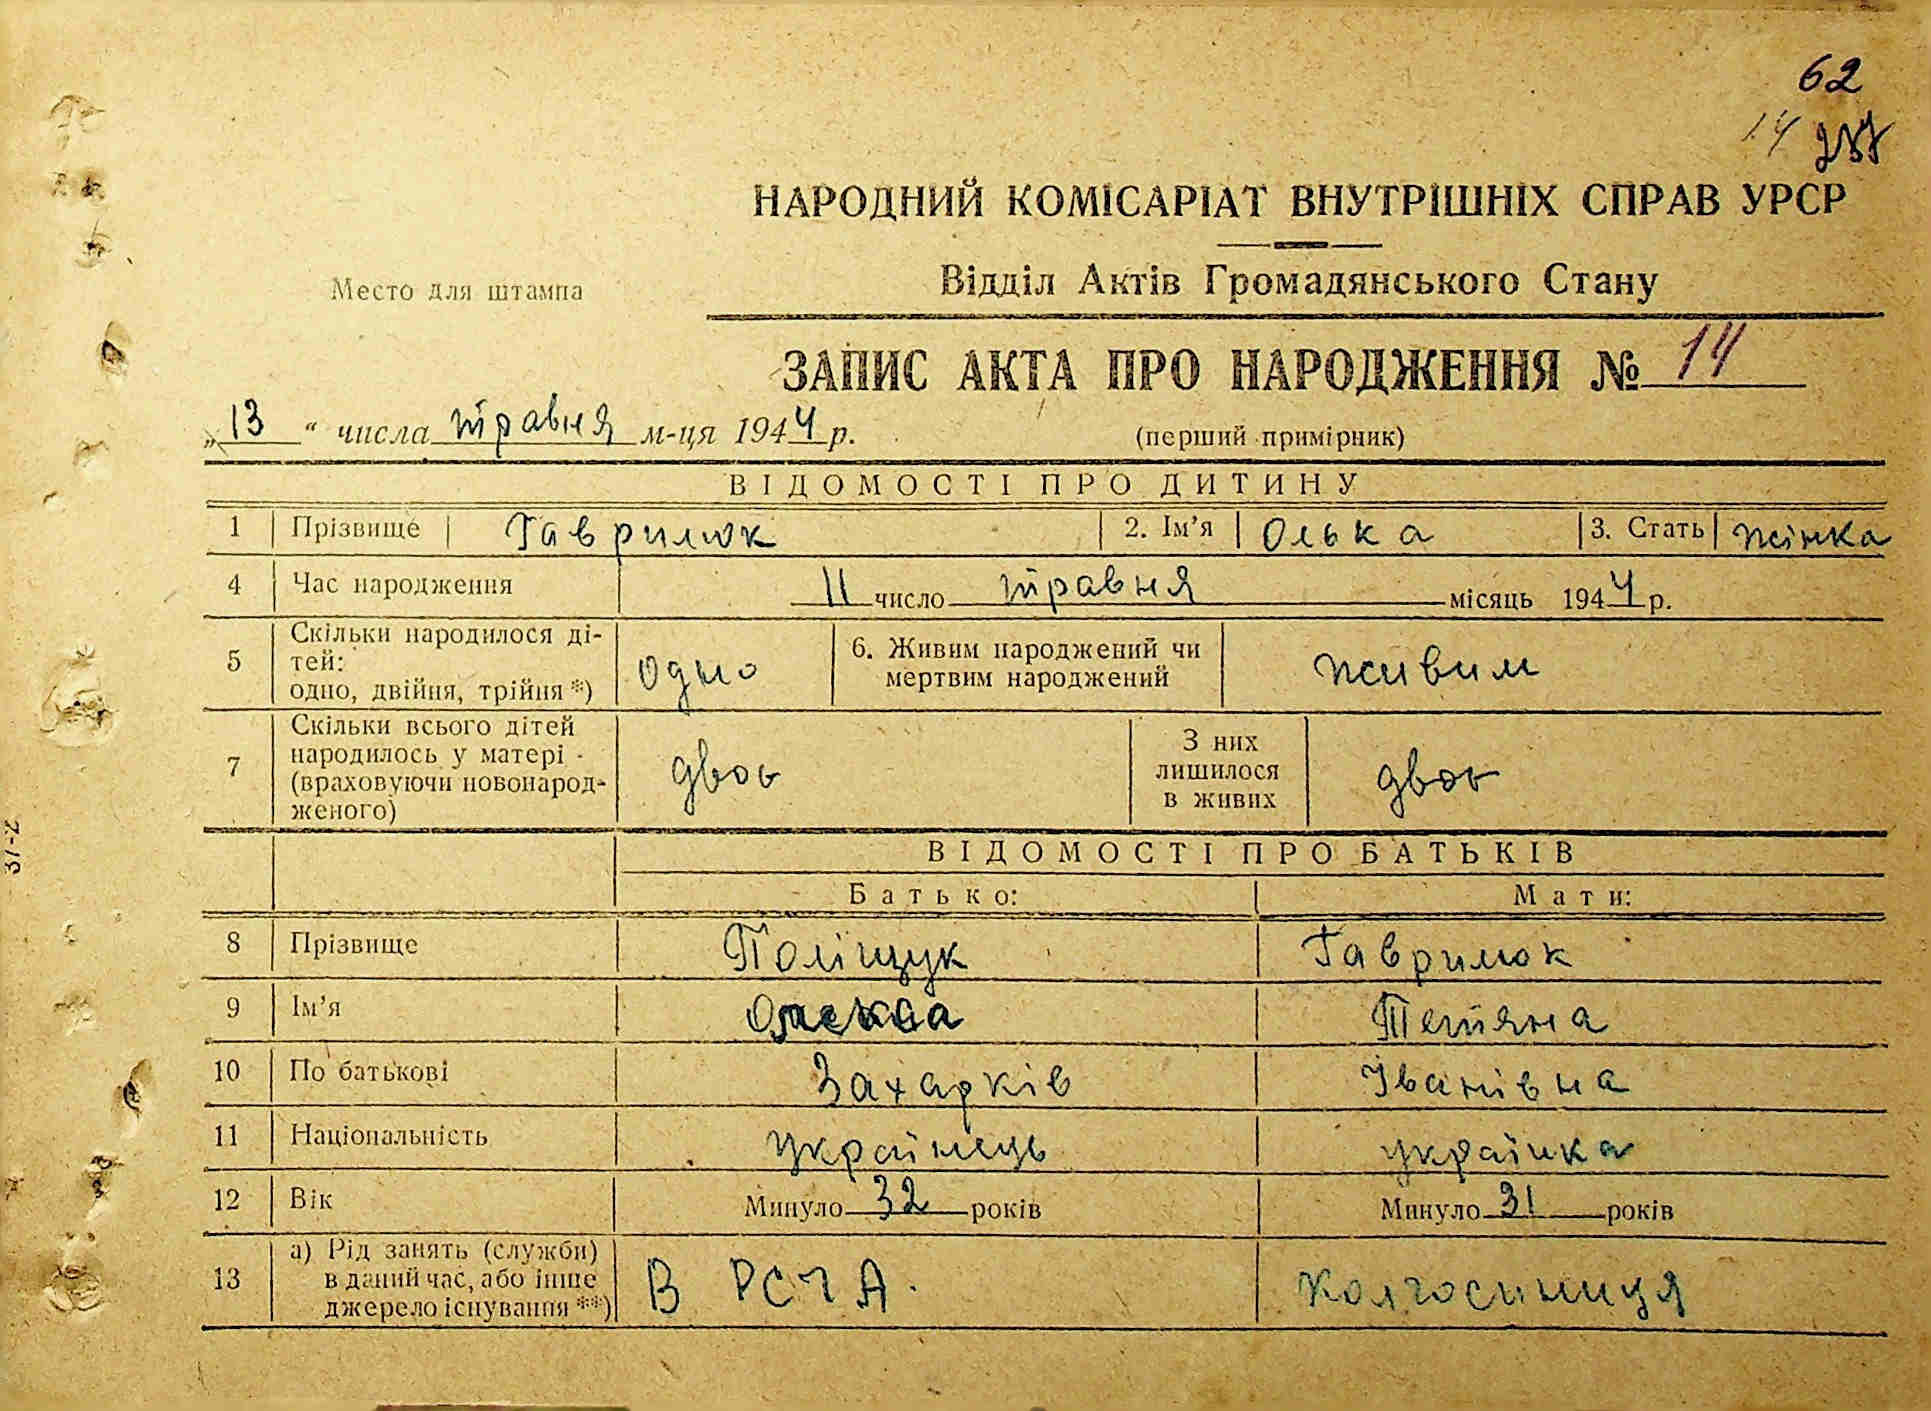 62
14
НАРОДНИЙ КОМІСАРІАТ ВНУТРІШНІХ СПРАВ УРСР
Место для штампа
Відділ Актів Громадянського Стану
ЗАПИС АКТА ПРО НАРОДЖЕННЯ № 14
„13“ числа травня м-ця 1944 р.
(перший примірник)
ВІДОМОСТІ ПРО ДИТИНУ
1 Прізвище Гаврилюк 2. Ім'я Олька 3. Стать жінка
4 Час народження 11 число травня місяць 1944 р.
5 Скільки народилося ді-
тей:
одно, двійня, трійня *) одно
6. Живим народжений чи
мертвим народжений живим
7 Скільки всього дітей
народилось у матері
(враховуючи новонарод-
женого) двоє
З них
лишилося
в живих двоє
ВІДОМОСТІ ПРО БАТЬКІВ
Батько: Мати:
8 Прізвище Поліщук Гаврилюк
9 Ім'я Олекса Тетяна
10 По батькові Захарків Іванівна
11 Національність українець українка
12 Вік Минуло 32 років Минуло 31 років
13 а) Рід занять (служби)
в даний час, або інше
джерело існування **) В РСЧА. колгоспниця
37-2